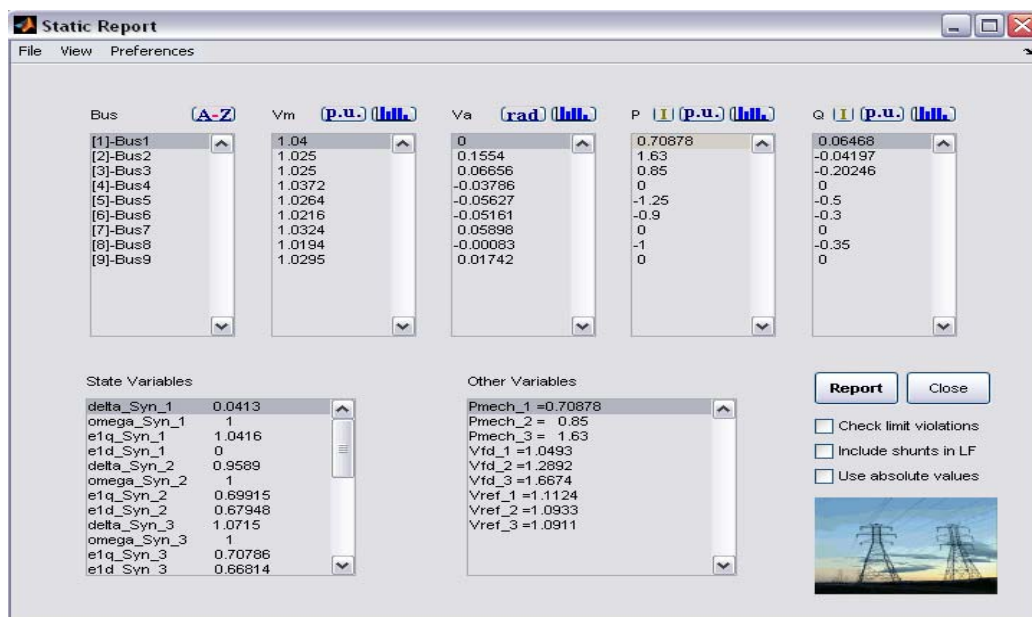 Static Report
File View Preferences
Bus (A-Z) Vm (p.u.) Va (rad) P (I) (p.u.) Q (I) (p.u.)
[1]-Bus1 1.04 0 0.70878 0.06468
[2]-Bus2 1.025 0.1554 1.63 -0.04197
[3]-Bus3 1.025 0.06656 0.85 -0.20246
[4]-Bus4 1.0372 -0.03786 0 0
[5]-Bus5 1.0264 -0.05627 -1.25 -0.5
[6]-Bus6 1.0216 -0.05161 -0.9 -0.3
[7]-Bus7 1.0324 0.05898 0 0
[8]-Bus8 1.0194 -0.00083 -1 -0.35
[9]-Bus9 1.0295 0.01742 0 0
State Variables
delta_Syn_1 0.0413
omega_Syn_1 1
e1q_Syn_1 1.0416
e1d_Syn_1 0
delta_Syn_2 0.9589
omega_Syn_2 1
e1q_Syn_2 0.69915
e1d_Syn_2 0.67948
delta_Syn_3 1.0715
omega_Syn_3 1
e1q_Syn_3 0.70786
e1d_Syn_3 0.66814
Other Variables
Pmech_1 =0.70878
Pmech_2 = 0.85
Pmech_3 = 1.63
Vfd_1 =1.0493
Vfd_2 =1.2892
Vfd_3 =1.6674
Vref_1 =1.1124
Vref_2 =1.0933
Vref_3 =1.0911
Report Close
Check limit violations
Include shunts in LF
Use absolute values